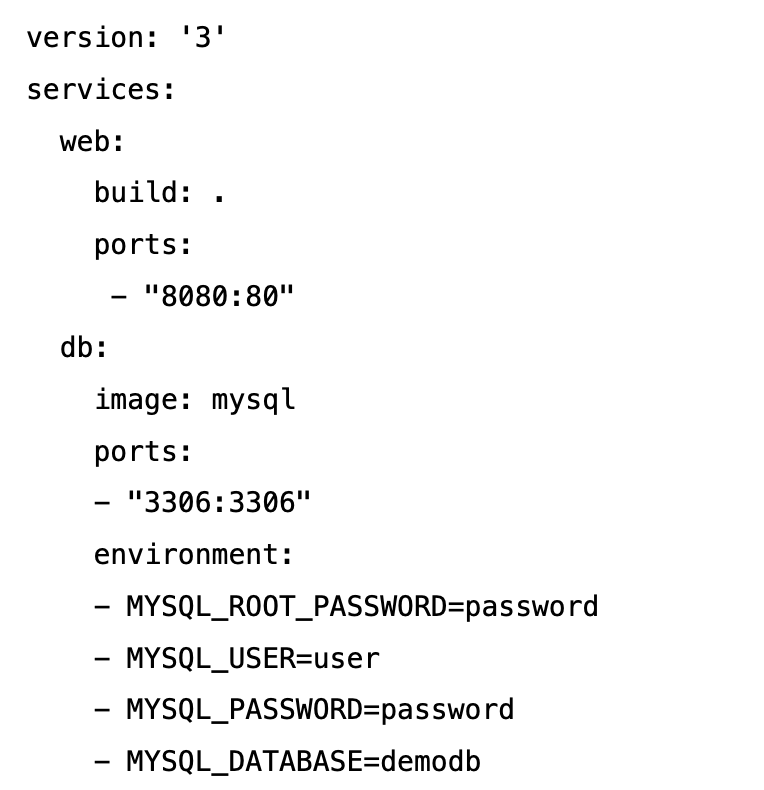 version: '3'
services:
  web:
    build: .
    ports:
     - "8080:80"
  db:
    image: mysql
    ports:
    - "3306:3306"
    environment:
    - MYSQL_ROOT_PASSWORD=password
    - MYSQL_USER=user
    - MYSQL_PASSWORD=password
    - MYSQL_DATABASE=demodb